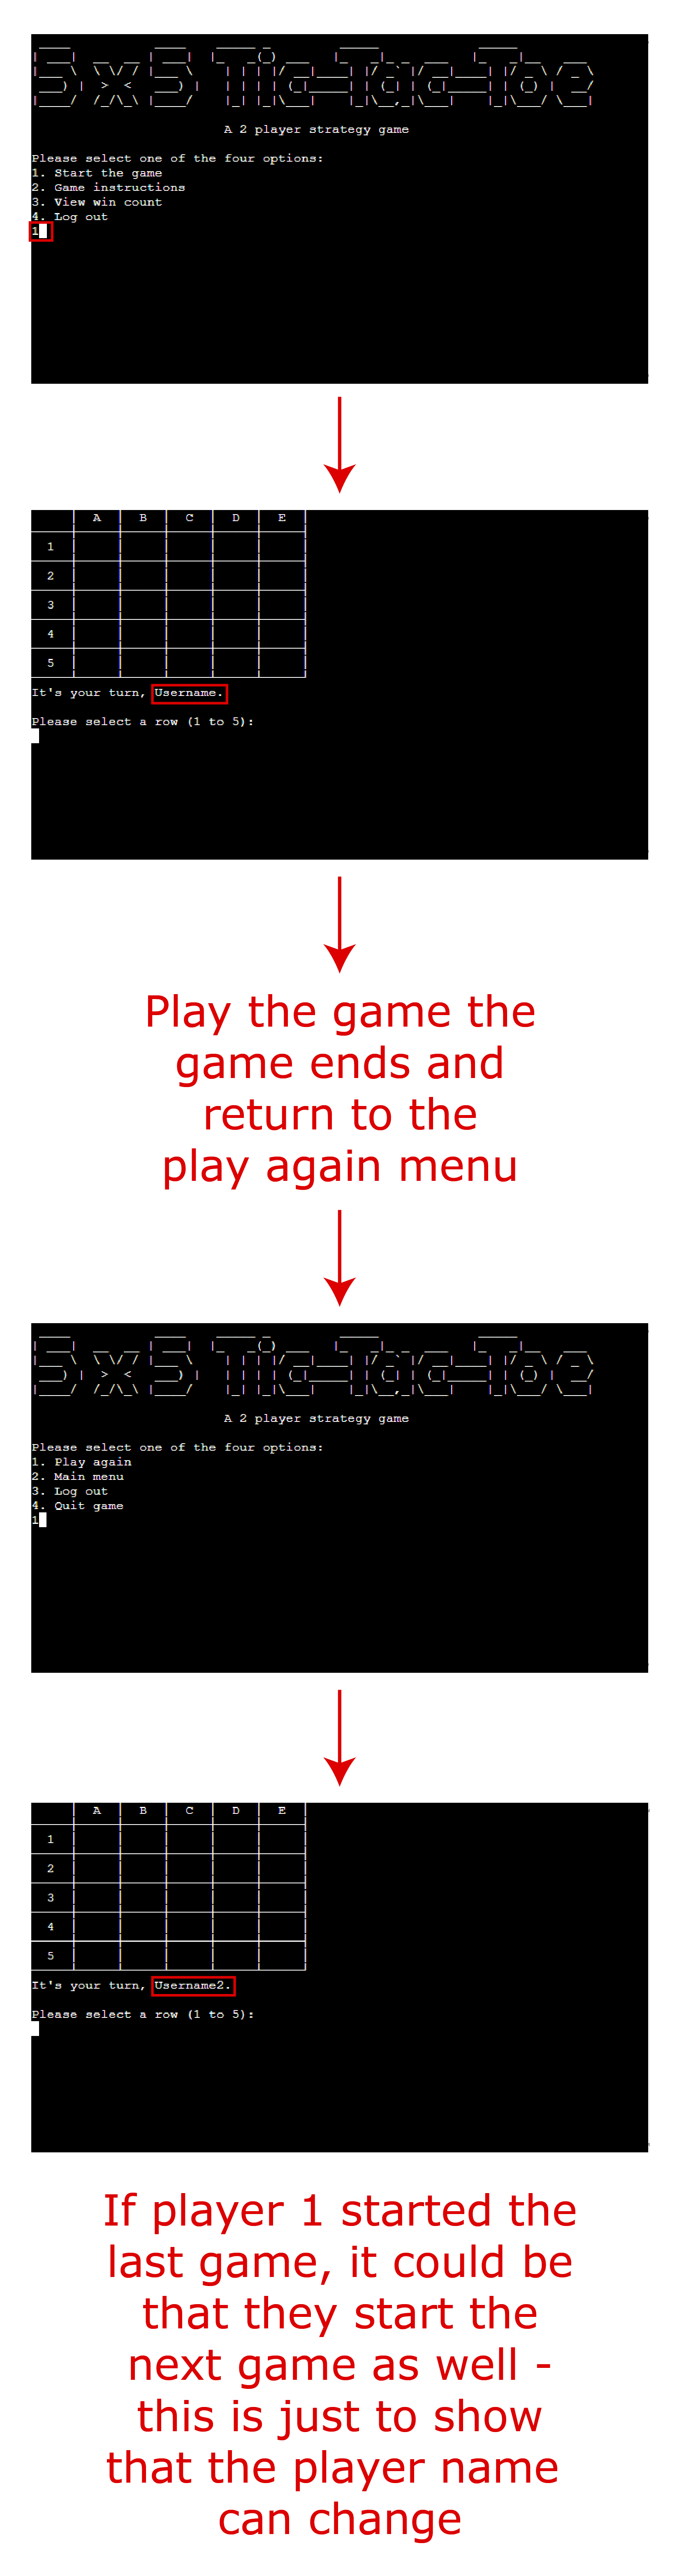 5x5 Tic-Tac-Toe
A 2 player strategy game
Please select one of the four options:
1. Start the game
2. Game instructions
3. View win count
4. Log out
1
A B C D E
1
2
3
4
5
It's your turn, Username.
Please select a row (1 to 5):
Play the game the
game ends and
return to the
play again menu
5x5 Tic-Tac-Toe
A 2 player strategy game
Please select one of the four options:
1. Play again
2. Main menu
3. Log out
4. Quit game
1
A B C D E
1
2
3
4
5
It's your turn, Username2.
Please select a row (1 to 5):
If player 1 started the
last game, it could be
that they start the
next game as well -
this is just to show
that the player name
can change